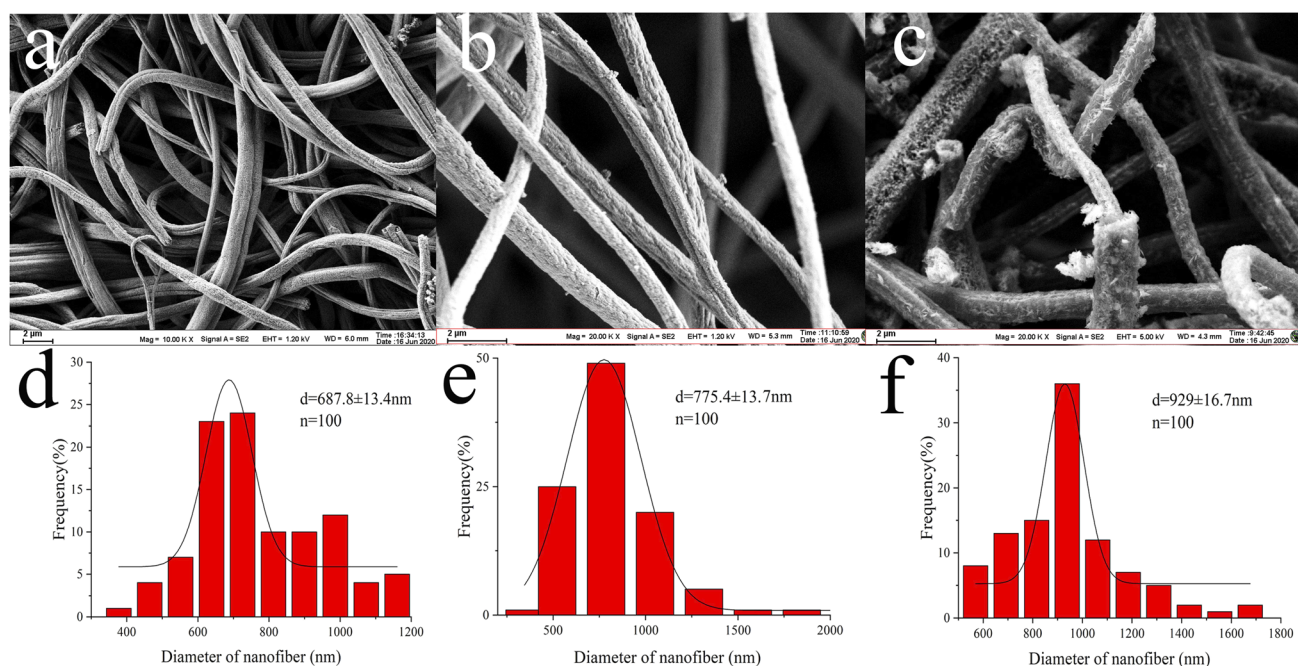 a
b
c
2 µm
Mag = 10.00 K X Signal A = SE2 EHT = 1.20 kV WD = 6.0 mm Time :16:34:13
Date :16 Jun 2020
2 µm
Mag = 20.00 K X Signal A = SE2 EHT = 1.20 kV WD = 5.3 mm Time :11:10:59
Date :16 Jun 2020
2 µm
Mag = 20.00 K X Signal A = SE2 EHT = 5.00 kV WD = 4.3 mm Time :9:42:45
Date :16 Jun 2020
d
30
25
20
15
10
5
0
Frequency(%)
d=687.8±13.4nm
n=100
400 600 800 1000 1200
Diameter of nanofiber (nm)
e
50
25
0
Frequency(%)
d=775.4±13.7nm
n=100
500 1000 1500 2000
Diameter of nanofiber (nm)
f
40
30
20
10
0
Frequency(%)
d=929±16.7nm
n=100
600 800 1000 1200 1400 1600 1800
Diameter of nanofiber (nm)